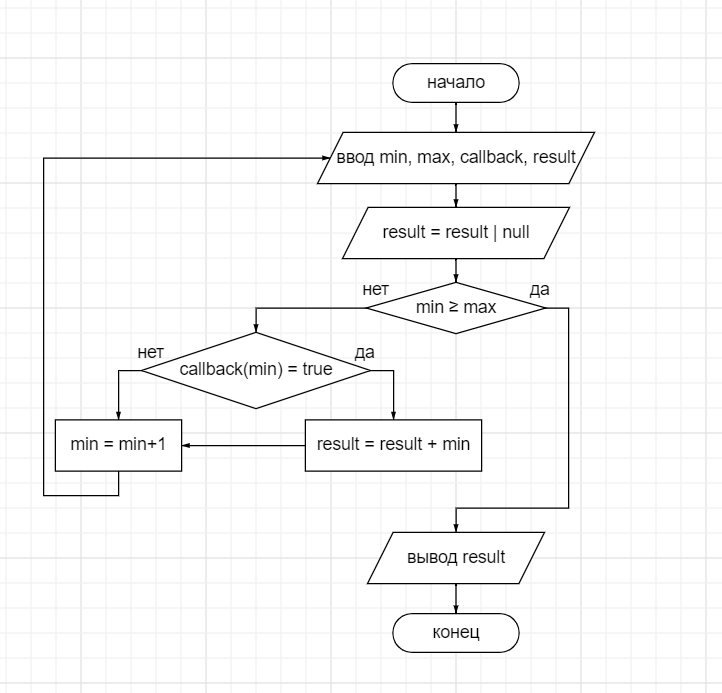 начало
ввод min, max, callback, result
result = result | null
нет
да
min ≥ max
нет
да
callback(min) = true
min = min+1
result = result + min
вывод result
конец